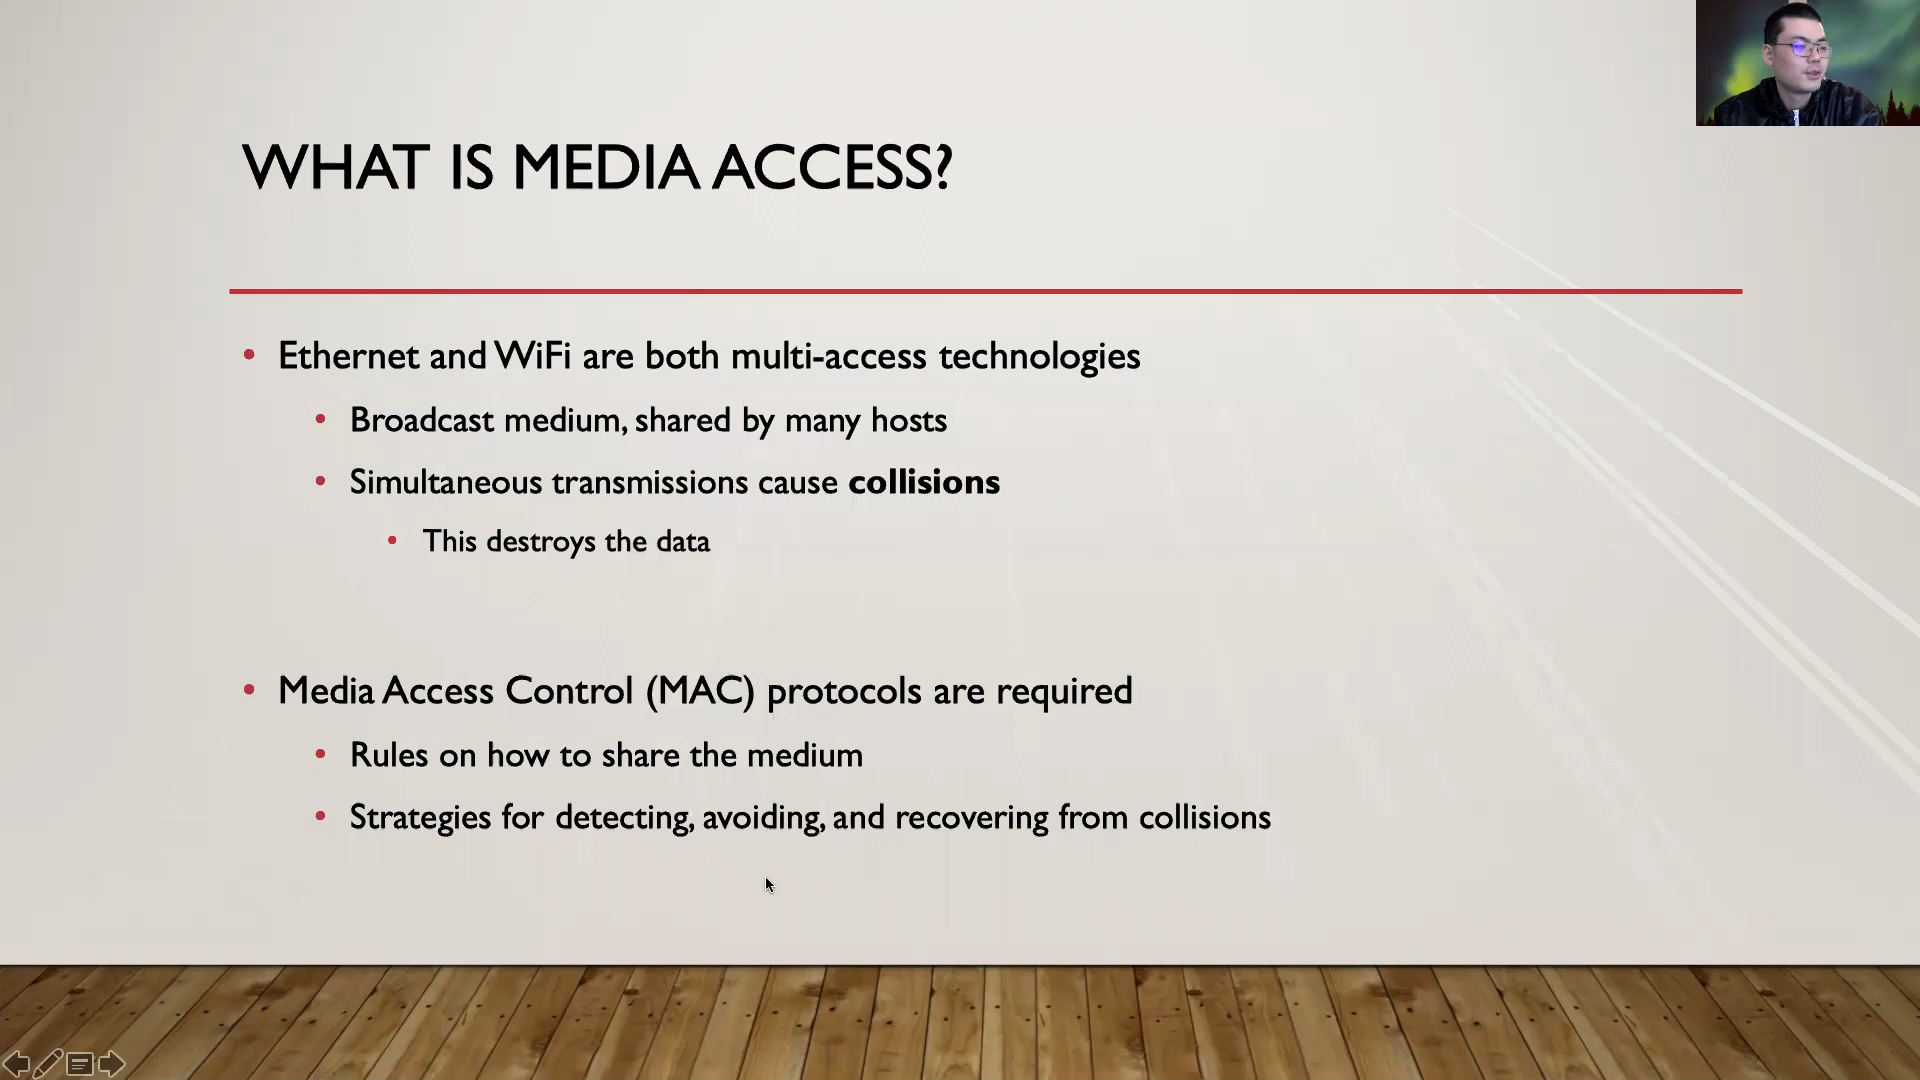 WHAT IS MEDIA ACCESS?
Ethernet and WiFi are both multi-access technologies
Broadcast medium, shared by many hosts
Simultaneous transmissions cause collisions
This destroys the data
Media Access Control (MAC) protocols are required
Rules on how to share the medium
Strategies for detecting, avoiding, and recovering from collisions